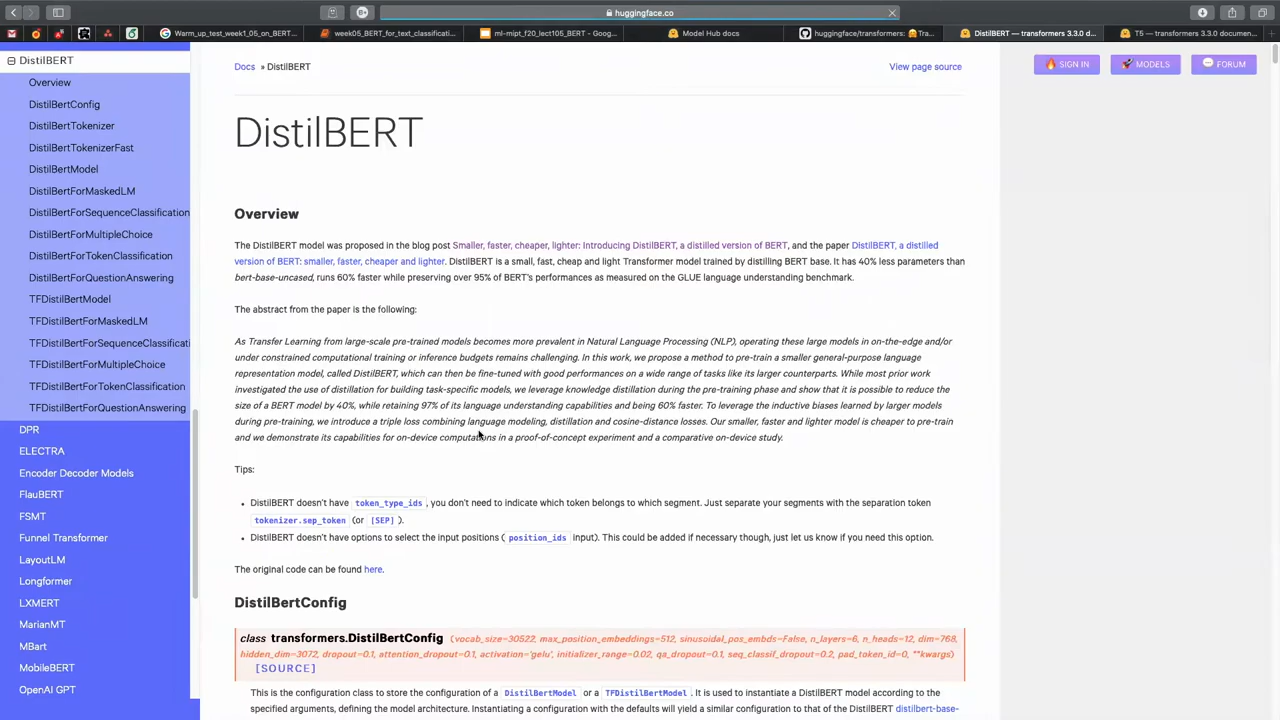 huggingface.co
Warm_up_test_week1_05_on_BERT...
week05_BERT_for_text_classificati...
ml-mipt_f20_lect105_BERT - Goog...
Model Hub docs
huggingface/transformers: 🤗Tra...
DistilBERT — transformers 3.3.0 d...
T5 — transformers 3.3.0 documen...
DistilBERT
Overview
DistilBertConfig
DistilBertTokenizer
DistilBertTokenizerFast
DistilBertModel
DistilBertForMaskedLM
DistilBertForSequenceClassification
DistilBertForMultipleChoice
DistilBertForTokenClassification
DistilBertForQuestionAnswering
TFDistilBertModel
TFDistilBertForMaskedLM
TFDistilBertForSequenceClassificati
TFDistilBertForMultipleChoice
TFDistilBertForTokenClassification
TFDistilBertForQuestionAnswering
DPR
ELECTRA
Encoder Decoder Models
FlauBERT
FSMT
Funnel Transformer
LayoutLM
Longformer
LXMERT
MarianMT
MBart
MobileBERT
OpenAI GPT
Docs » DistilBERT
View page source
🔥 SIGN IN
🚀 MODELS
💬 FORUM
DistilBERT
Overview
The DistilBERT model was proposed in the blog post Smaller, faster, cheaper, lighter: Introducing DistilBERT, a distilled version of BERT, and the paper DistilBERT, a distilled
version of BERT: smaller, faster, cheaper and lighter. DistilBERT is a small, fast, cheap and light Transformer model trained by distilling BERT base. It has 40% less parameters than
bert-base-uncased, runs 60% faster while preserving over 95% of BERT's performances as measured on the GLUE language understanding benchmark.
The abstract from the paper is the following:
As Transfer Learning from large-scale pre-trained models becomes more prevalent in Natural Language Processing (NLP), operating these large models in on-the-edge and/or
under constrained computational training or inference budgets remains challenging. In this work, we propose a method to pre-train a smaller general-purpose language
representation model, called DistilBERT, which can then be fine-tuned with good performances on a wide range of tasks like its larger counterparts. While most prior work
investigated the use of distillation for building task-specific models, we leverage knowledge distillation during the pre-training phase and show that it is possible to reduce the
size of a BERT model by 40%, while retaining 97% of its language understanding capabilities and being 60% faster. To leverage the inductive biases learned by larger models
during pre-training, we introduce a triple loss combining language modeling, distillation and cosine-distance losses. Our smaller, faster and lighter model is cheaper to pre-train
and we demonstrate its capabilities for on-device computations in a proof-of-concept experiment and a comparative on-device study.
Tips:
• DistilBERT doesn't have token_type_ids, you don't need to indicate which token belongs to which segment. Just separate your segments with the separation token
tokenizer.sep_token (or [SEP]).
• DistilBERT doesn't have options to select the input positions (position_ids input). This could be added if necessary though, just let us know if you need this option.
The original code can be found here.
DistilBertConfig
class transformers.DistilBertConfig (vocab_size=30522, max_position_embeddings=512, sinusoidal_pos_embds=False, n_layers=6, n_heads=12, dim=768,
hidden_dim=3072, dropout=0.1, attention_dropout=0.1, activation='gelu', initializer_range=0.02, qa_dropout=0.1, seq_classif_dropout=0.2, pad_token_id=0, **kwargs)
[SOURCE]
This is the configuration class to store the configuration of a DistilBertModel or a TFDistilBertModel. It is used to instantiate a DistilBERT model according to the
specified arguments, defining the model architecture. Instantiating a configuration with the defaults will yield a similar configuration to that of the DistilBERT distilbert-base-